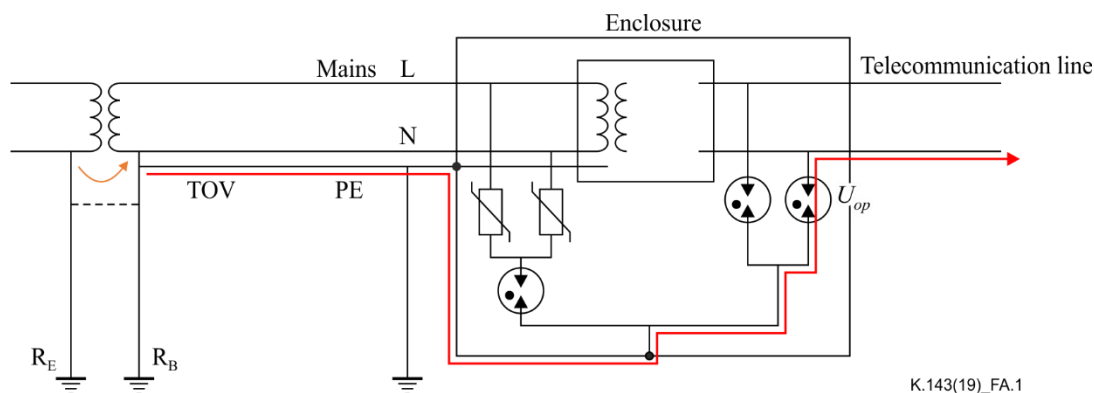 Enclosure
Mains L
Telecommunication line
N
TOV
PE
U_op
R_E
R_B
K.143(19)_FA.1